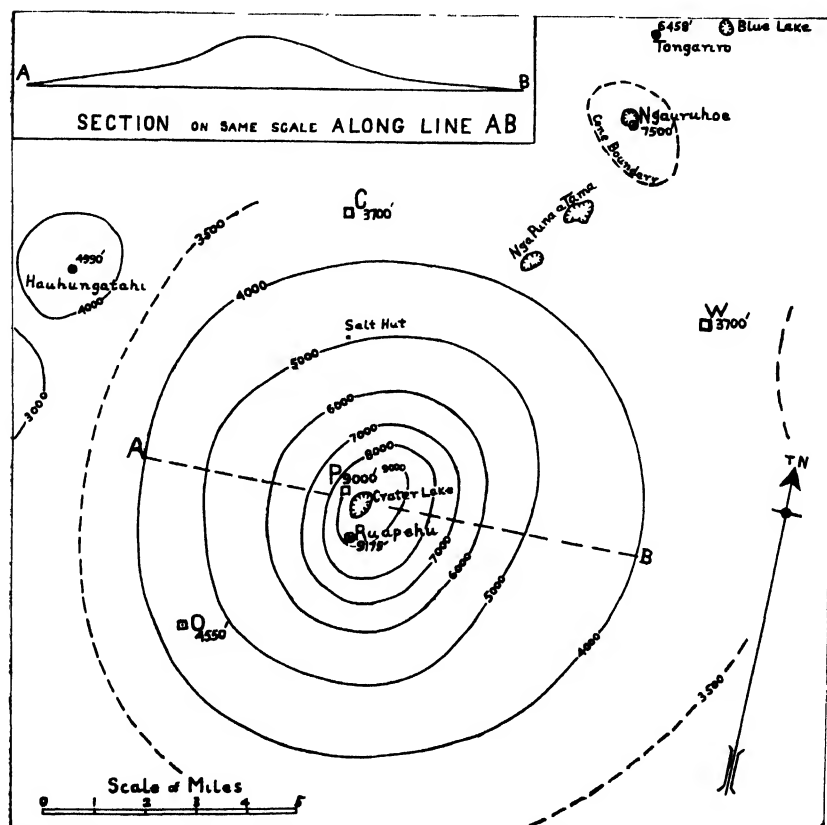 A
B
SECTION ON SAME SCALE ALONG LINE AB
6458'
Blue Lake
Tongariro
Ngauruhoe
7500'
Cone Boundary
C
3700'
3500
Nga Puna a Tama
4990'
Hauhungatahi
4000
4000
W
3700'
Salt Hut
5000
3000
6000
7000
8000
A
P
9000'
9000
Crater Lake
TN
Ruapehu
9175'
7000
6000
B
5000
O
4550'
4000
3500
Scale of Miles
0 1 2 3 4 5